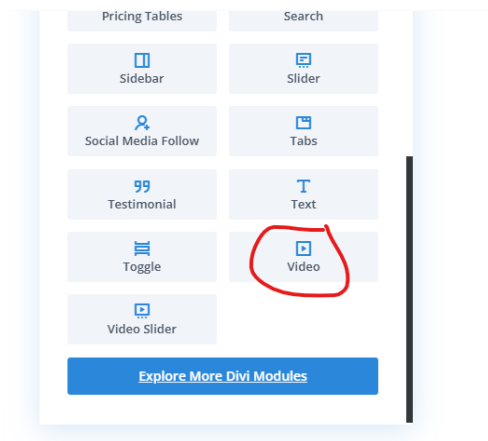 Pricing Tables
Search
Sidebar
Slider
Social Media Follow
Tabs
Testimonial
Text
Toggle
Video
Video Slider
Explore More Divi Modules